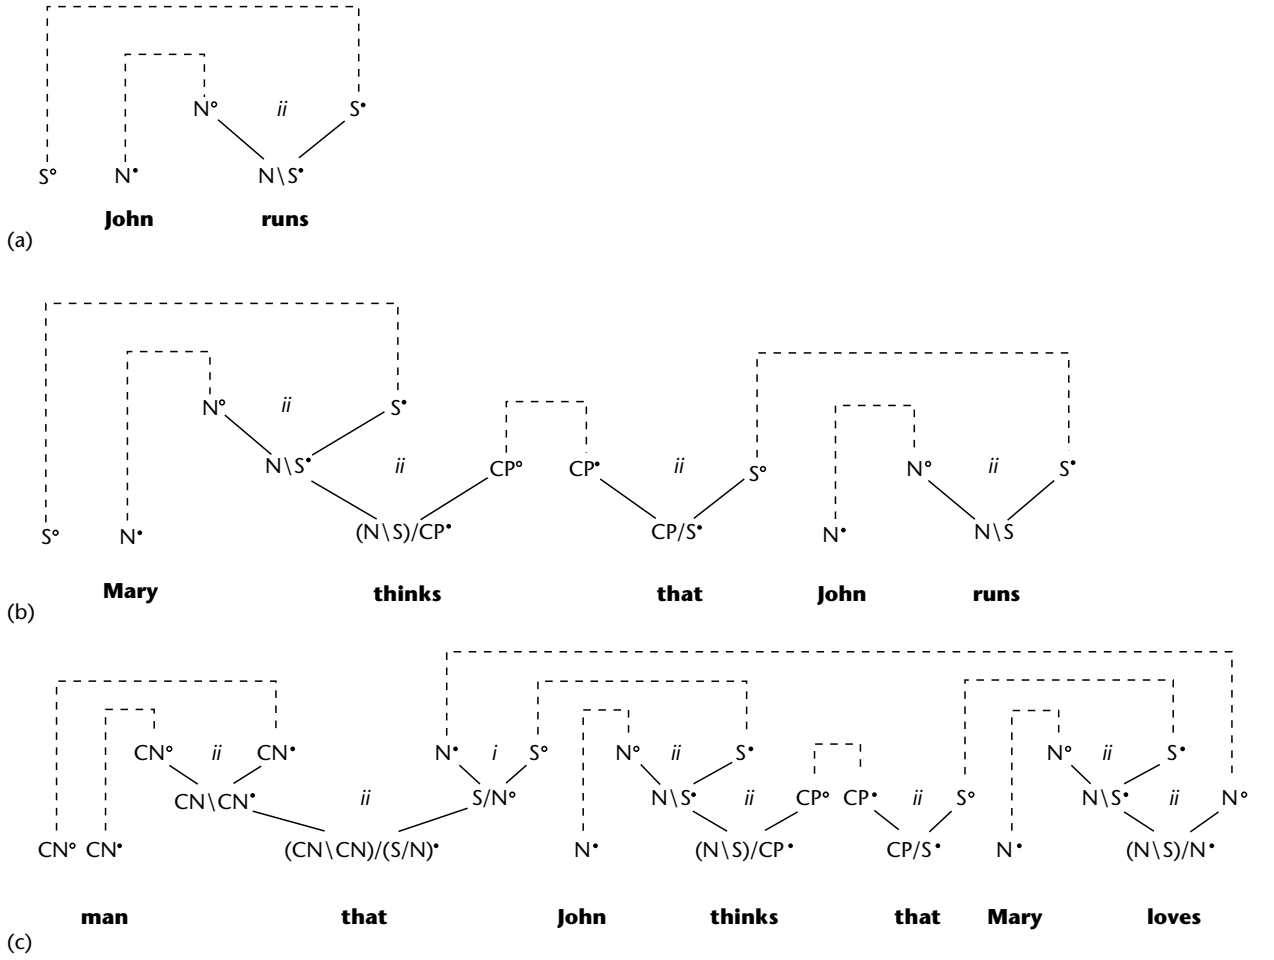 N° ii S•
S° N• N\S•
John runs
(a)
N° ii S•
N\S• ii CP° CP• ii S° N° ii S•
S° N• (N\S)/CP• CP/S• N• N\S
Mary thinks that John runs
(b)
CN° ii CN• N• i S° N° ii S• N° ii S•
CN\CN• ii S/N° N\S• ii CP° CP• ii S° N\S• ii N°
CN° CN• (CN\CN)/(S/N)• N• (N\S)/CP• CP/S• N• (N\S)/N•
man that John thinks that Mary loves
(c)